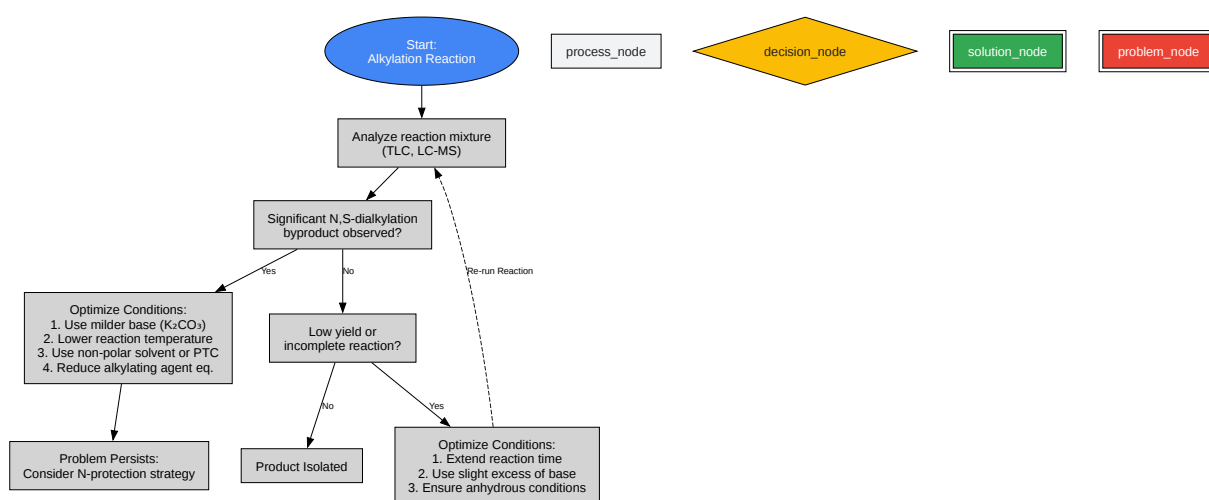 Start:
Alkylation Reaction
process_node
decision_node
solution_node
problem_node
Analyze reaction mixture
(TLC, LC-MS)
Significant N,S-dialkylation
byproduct observed?
Yes
No
Re-run Reaction
Optimize Conditions:
1. Use milder base (K₂CO₃)
2. Lower reaction temperature
3. Use non-polar solvent or PTC
4. Reduce alkylating agent eq.
Low yield or
incomplete reaction?
No
Yes
Problem Persists:
Consider N-protection strategy
Product Isolated
Optimize Conditions:
1. Extend reaction time
2. Use slight excess of base
3. Ensure anhydrous conditions